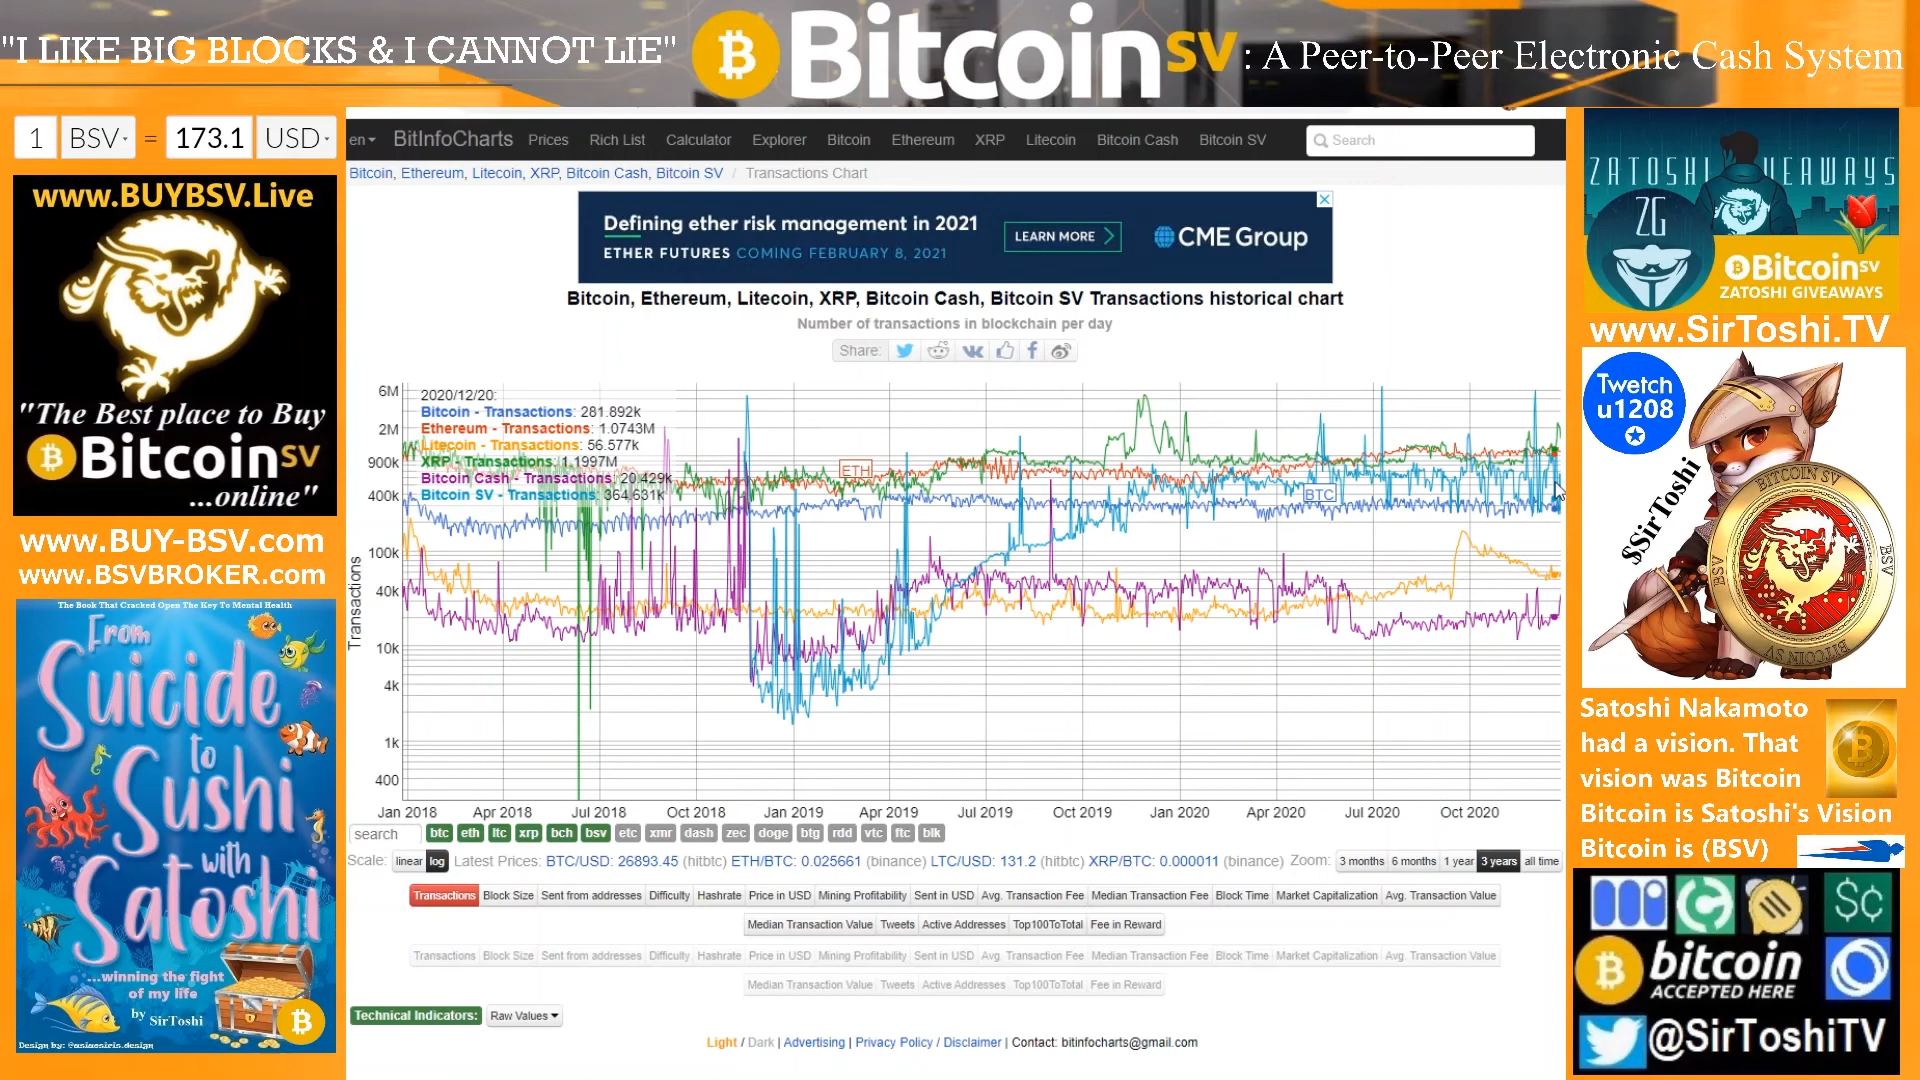 "I LIKE BIG BLOCKS & I CANNOT LIE"
Bitcoin SV : A Peer-to-Peer Electronic Cash System
1 BSV = 173.1 USD
www.BUYBSV.Live
"The Best place to Buy
Bitcoin SV
...online"
www.BUY-BSV.com
www.BSVBROKER.com
The Book That Cracked Open The Key To Mental Health
From
Suicide
to
Sushi
with
Satoshi
...winning the fight
of my life
by SirToshi
Design by: @asiaosiris.design
en BitInfoCharts Prices Rich List Calculator Explorer Bitcoin Ethereum XRP Litecoin Bitcoin Cash Bitcoin SV Search
Bitcoin, Ethereum, Litecoin, XRP, Bitcoin Cash, Bitcoin SV / Transactions Chart
Defining ether risk management in 2021
ETHER FUTURES COMING FEBRUARY 8, 2021
LEARN MORE
CME Group
Bitcoin, Ethereum, Litecoin, XRP, Bitcoin Cash, Bitcoin SV Transactions historical chart
Number of transactions in blockchain per day
Share:
2020/12/20:
Bitcoin - Transactions: 281.892k
Ethereum - Transactions: 1.0743M
Litecoin - Transactions: 56.577k
XRP - Transactions: 1.1997M
Bitcoin Cash - Transactions: 20.429k
Bitcoin SV - Transactions: 364.631k
ETH
BTC
Transactions
6M
2M
900k
400k
100k
40k
10k
4k
1k
400
Jan 2018 Apr 2018 Jul 2018 Oct 2018 Jan 2019 Apr 2019 Jul 2019 Oct 2019 Jan 2020 Apr 2020 Jul 2020 Oct 2020
search btc eth ltc xrp bch bsv etc xmr dash zec doge btg rdd vtc ftc blk
Scale: linear log Latest Prices: BTC/USD: 26893.45 (hitbtc) ETH/BTC: 0.025661 (binance) LTC/USD: 131.2 (hitbtc) XRP/BTC: 0.000011 (binance) Zoom: 3 months 6 months 1 year 3 years all time
Transactions Block Size Sent from addresses Difficulty Hashrate Price in USD Mining Profitability Sent in USD Avg. Transaction Fee Median Transaction Fee Block Time Market Capitalization Avg. Transaction Value
Median Transaction Value Tweets Active Addresses Top100ToTotal Fee in Reward
Transactions Block Size Sent from addresses Difficulty Hashrate Price in USD Mining Profitability Sent in USD Avg. Transaction Fee Median Transaction Fee Block Time Market Capitalization Avg. Transaction Value
Median Transaction Value Tweets Active Addresses Top100ToTotal Fee in Reward
Technical Indicators: Raw Values
Light / Dark | Advertising | Privacy Policy / Disclaimer | Contact: bitinfocharts@gmail.com
ZATOSHI
ZG
Bitcoin SV
ZATOSHI GIVEAWAYS
www.SirToshi.TV
Twetch
u1208
$SirToshi
BITCOIN SV
BSV
BSV
BITCOIN SV
Satoshi Nakamoto
had a vision. That
vision was Bitcoin
Bitcoin is Satoshi's Vision
Bitcoin is (BSV)
$¢
bitcoin
ACCEPTED HERE
@SirToshiTV